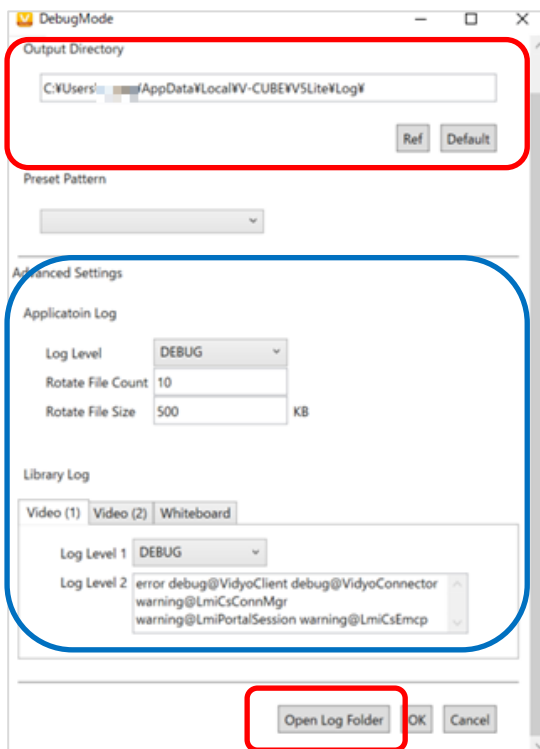 DebugMode
Output Directory
C:¥Users¥ /AppData¥Local¥V-CUBE¥V5Lite¥Log¥
Ref Default
Preset Pattern
Advanced Settings
Applicatoin Log
Log Level DEBUG
Rotate File Count 10
Rotate File Size 500 KB
Library Log
Video (1) Video (2) Whiteboard
Log Level 1 DEBUG
Log Level 2 error debug@VidyoClient debug@VidyoConnector
warning@LmiCsConnMgr
warning@LmiPortalSession warning@LmiCsEmcp
Open Log Folder OK Cancel